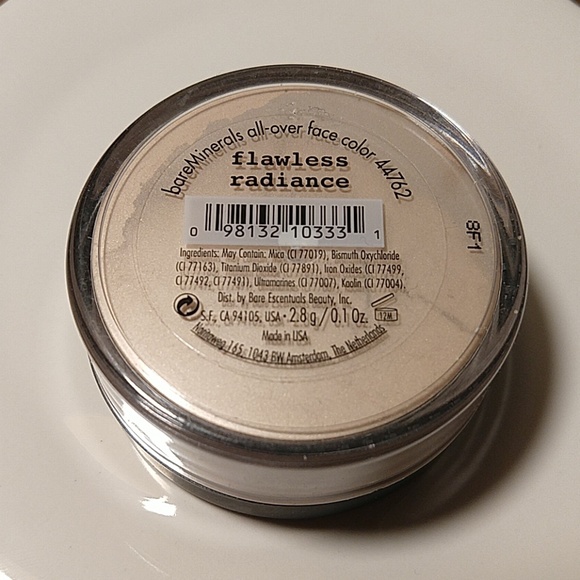 bareMinerals all-over face color 44762
flawless
radiance
0 98132 10333 1
8F1
Ingredients: May Contain: Mica (CI 77019), Bismuth Oxychloride
(CI 77163), Titanium Dioxide (CI 77891), Iron Oxides (CI 77499,
CI 77492, CI 77491), Ultramarines (CI 77007), Kaolin (CI 77004).
Dist. by Bare Escentuals Beauty, Inc.
S.F., CA 94105, USA • 2.8 g / 0.1 Oz.
12M
Made in USA
165, 1043 BW Amsterdam, The Netherlands